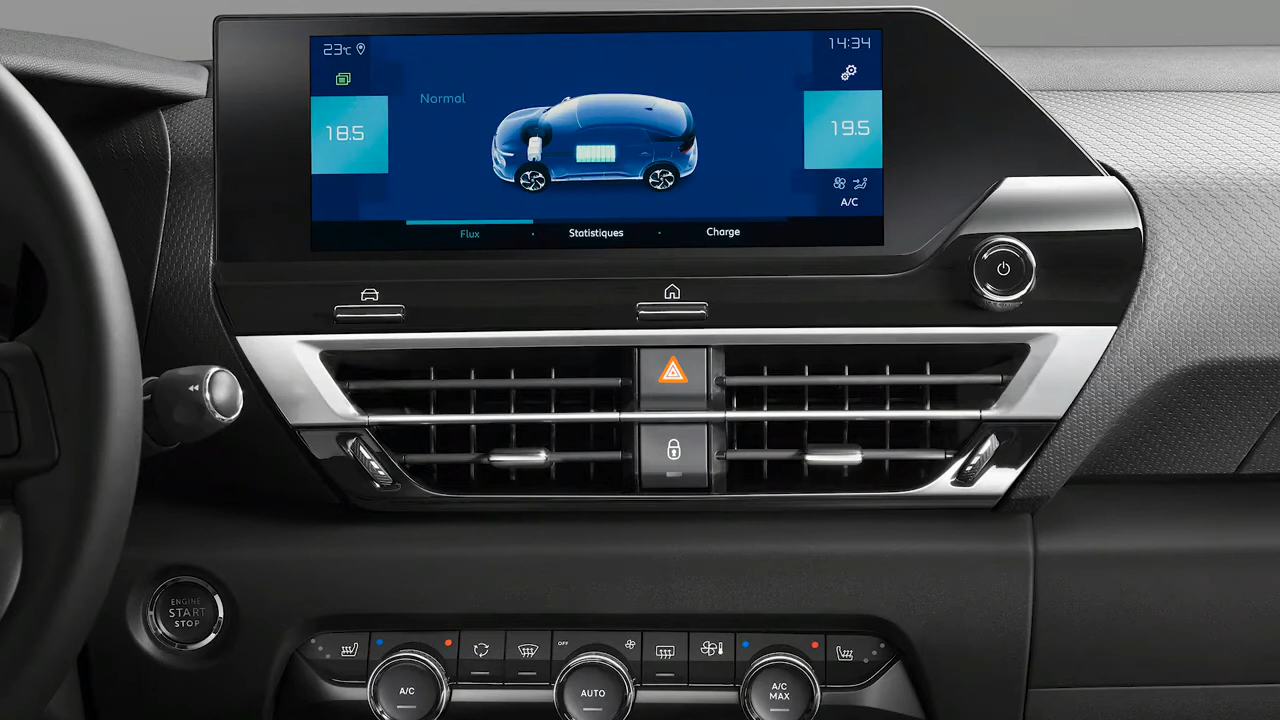 23°C
14:34
Normal
18.5
19.5
A/C
Flux
Statistiques
Charge
ENGINE
START
STOP
OFF
A/C
AUTO
A/C
MAX